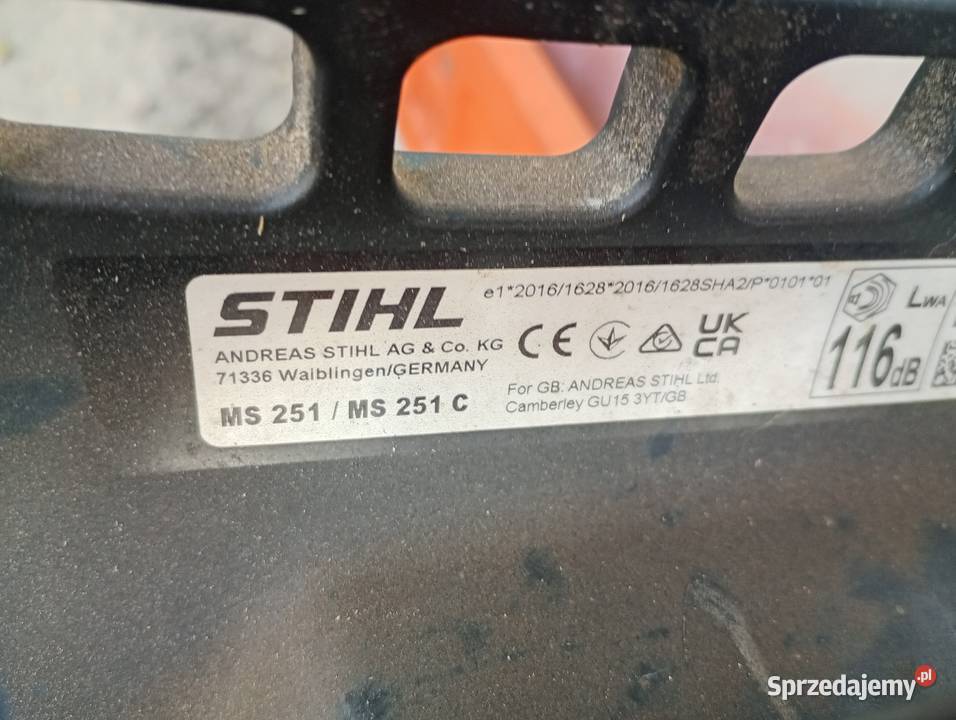 STIHL
e1*2016/1628*2016/1628SHA2/P*0101*01
ANDREAS STIHL AG & Co. KG
71336 Waiblingen/GERMANY
MS 251 / MS 251 C
CE
UK
CA
For GB: ANDREAS STIHL Ltd.
Camberley GU15 3YT/GB
LWA
116dB
Sprzedajemy.pl